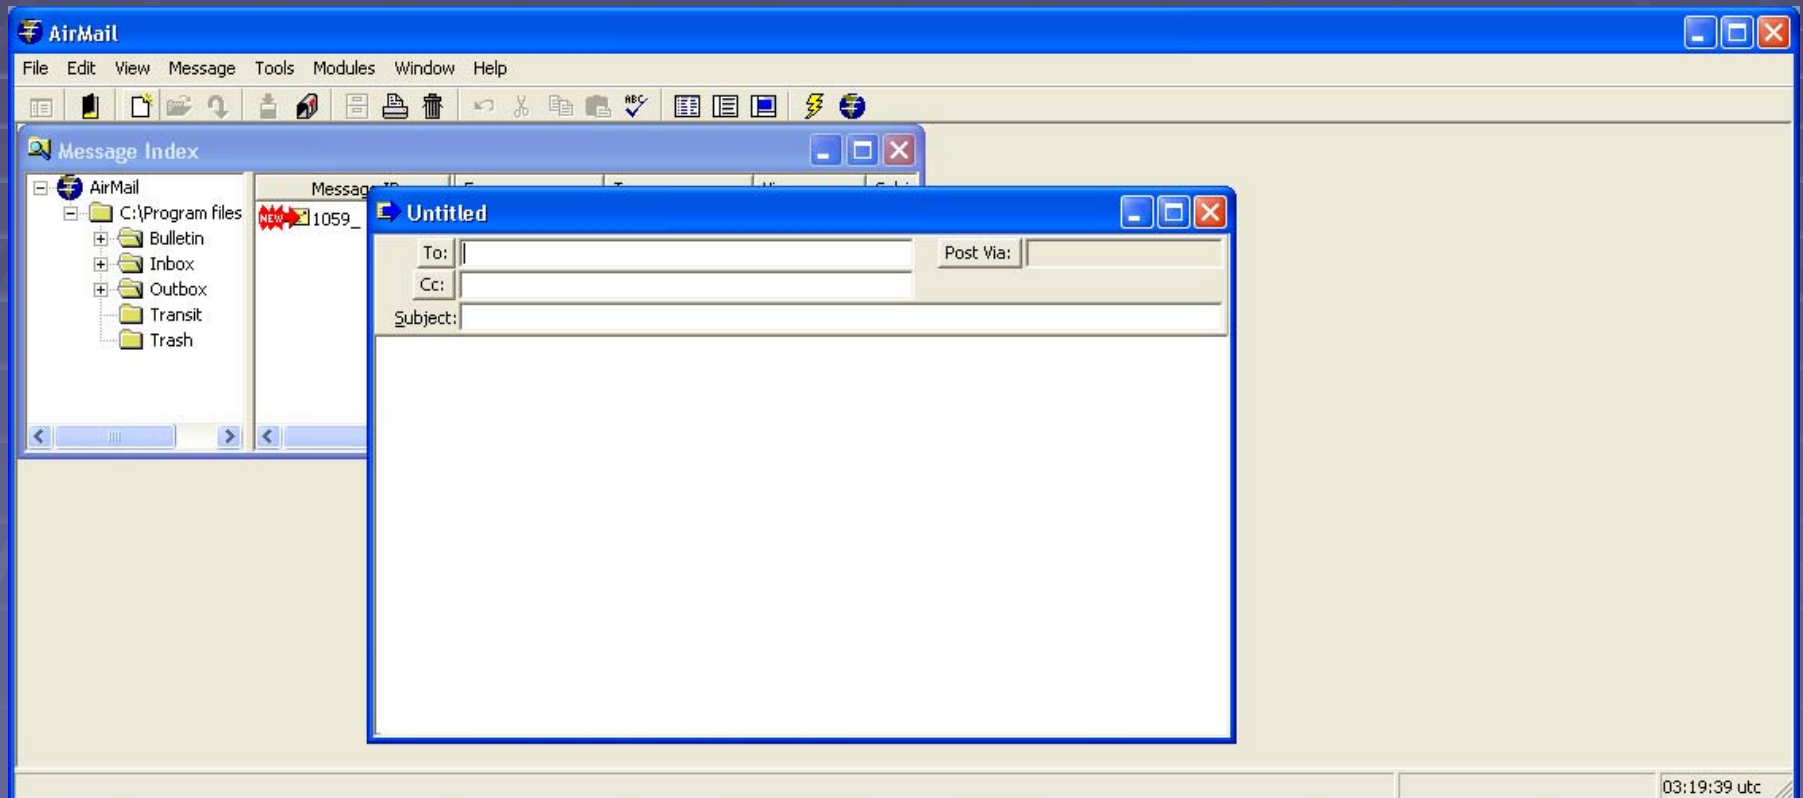 AirMail
File Edit View Message Tools Modules Window Help
ABC
Message Index
AirMail
C:\Program files
Bulletin
Inbox
Outbox
Transit
Trash
NEW 1059_
Untitled
To:
Post Via:
Cc:
Subject:
03:19:39 utc